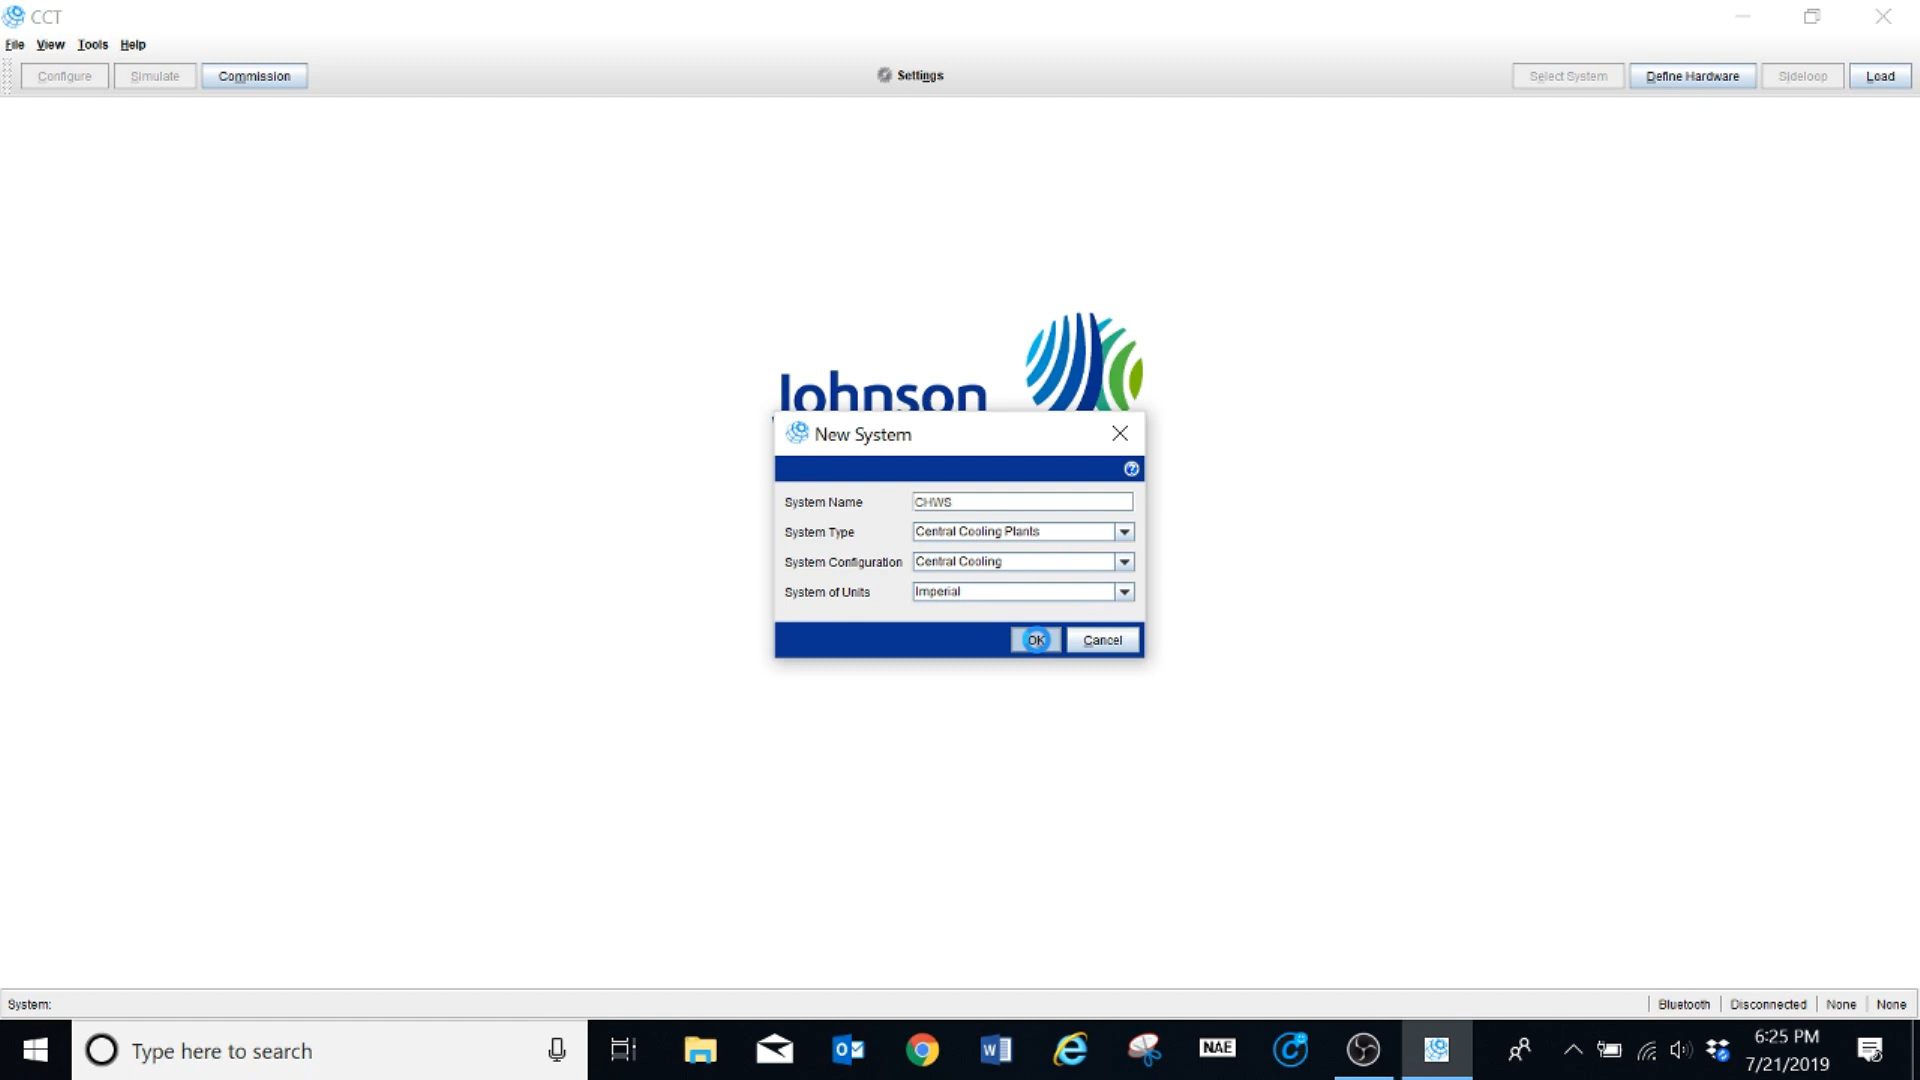 CCT
File View Tools Help
Configure Simulate Commission Settings Select System Define Hardware Sideloop Load
Johnson
New System
System Name CHWS
System Type Central Cooling Plants
System Configuration Central Cooling
System of Units Imperial
OK Cancel
System: Bluetooth Disconnected None None
Type here to search
NAE
6:25 PM
7/21/2019